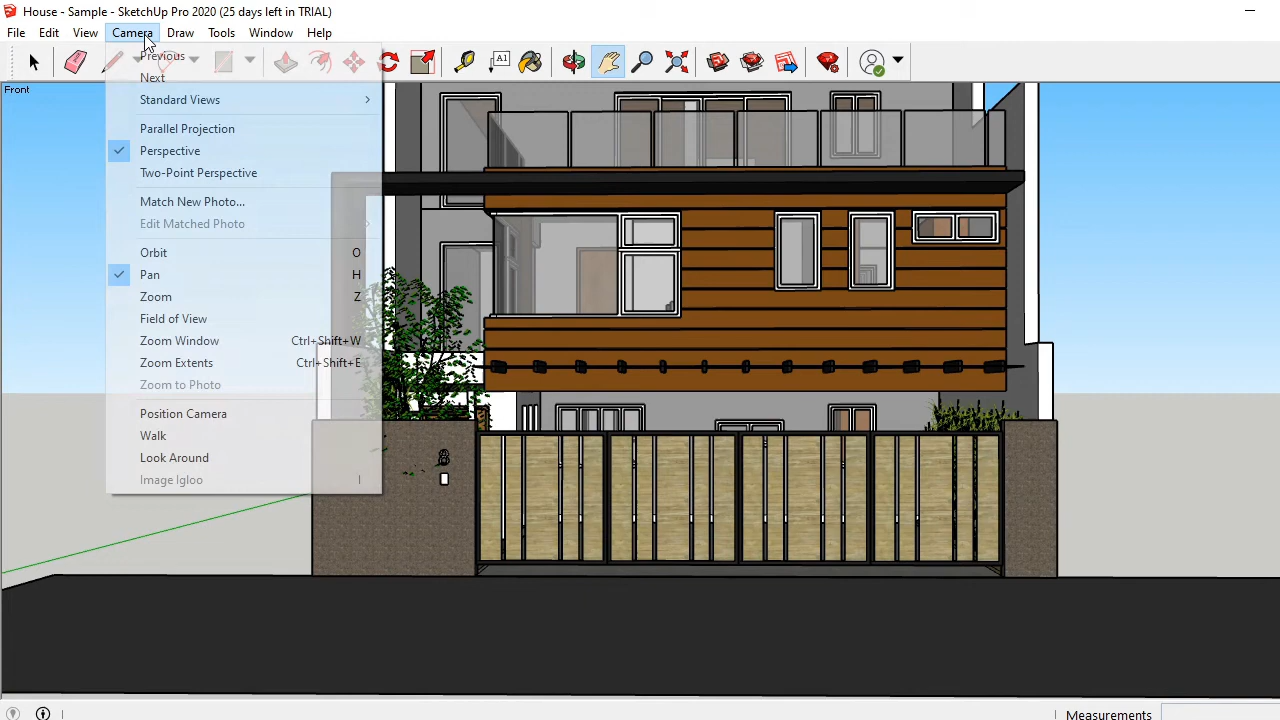 House - Sample - SketchUp Pro 2020 (25 days left in TRIAL)
File Edit View Camera Draw Tools Window Help
A1
Front
Previous
Next
Standard Views
Parallel Projection
Perspective
Two-Point Perspective
Match New Photo...
Edit Matched Photo
Orbit O
Pan H
Zoom Z
Field of View
Zoom Window Ctrl+Shift+W
Zoom Extents Ctrl+Shift+E
Zoom to Photo
Position Camera
Walk
Look Around
Image Igloo I
8
Measurements